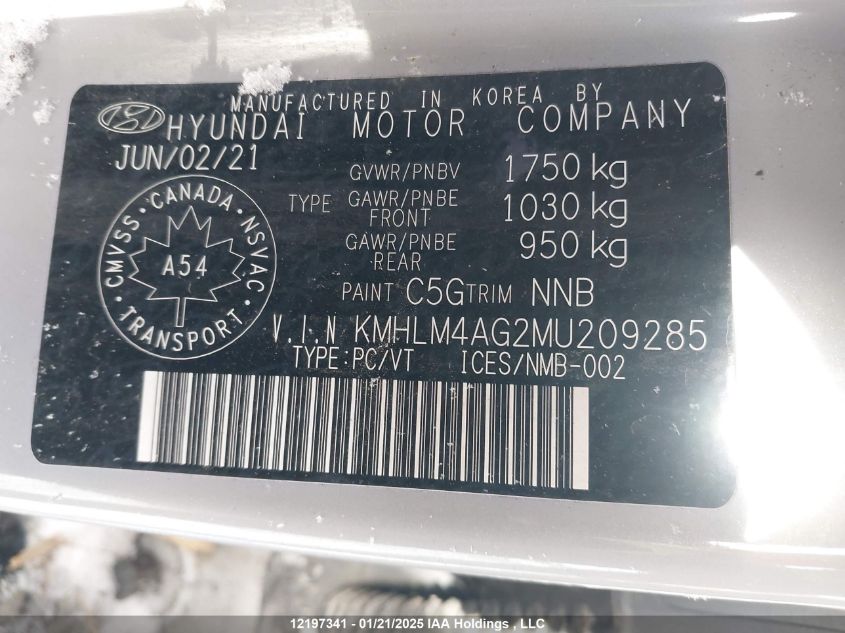 MANUFACTURED IN KOREA BY
HYUNDAI MOTOR COMPANY
JUN/02/21
GVWR/PNBV 1750 kg
TYPE GAWR/PNBE FRONT 1030 kg
GAWR/PNBE REAR 950 kg
CMVSS · CANADA · NSVAC · TRANSPORT ·
A54
PAINT C5G TRIM NNB
V.I.N KMHLM4AG2MU209285
TYPE:PC/VT ICES/NMB-002
12197341 - 01/21/2025 IAA Holdings , LLC